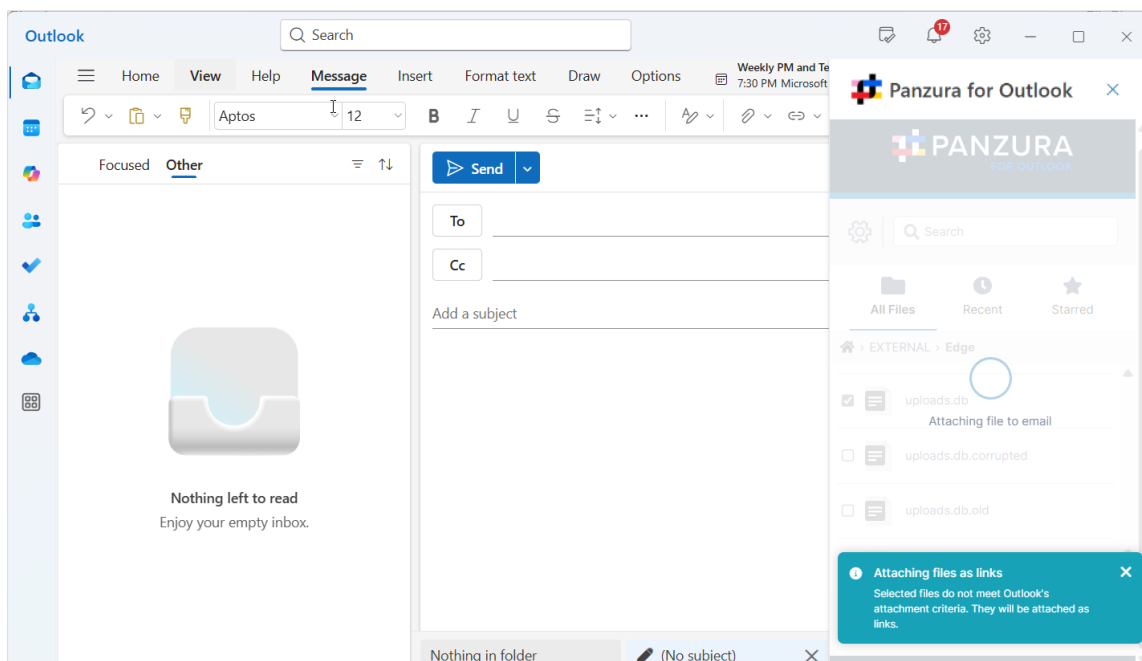 Outlook
Search
17
Home View Help Message Insert Format text Draw Options
Weekly PM and Te
7:30 PM Microsoft
Aptos 12 B I U S
Focused Other
Send
To
Cc
Add a subject
Nothing left to read
Enjoy your empty inbox.
Nothing in folder
(No subject)
Panzura for Outlook
PANZURA
FOR OUTLOOK
Search
All Files Recent Starred
› EXTERNAL › Edge
uploads.db
Attaching file to email
uploads.db.corrupted
uploads.db.old
Attaching files as links
Selected files do not meet Outlook's
attachment criteria. They will be attached as
links.